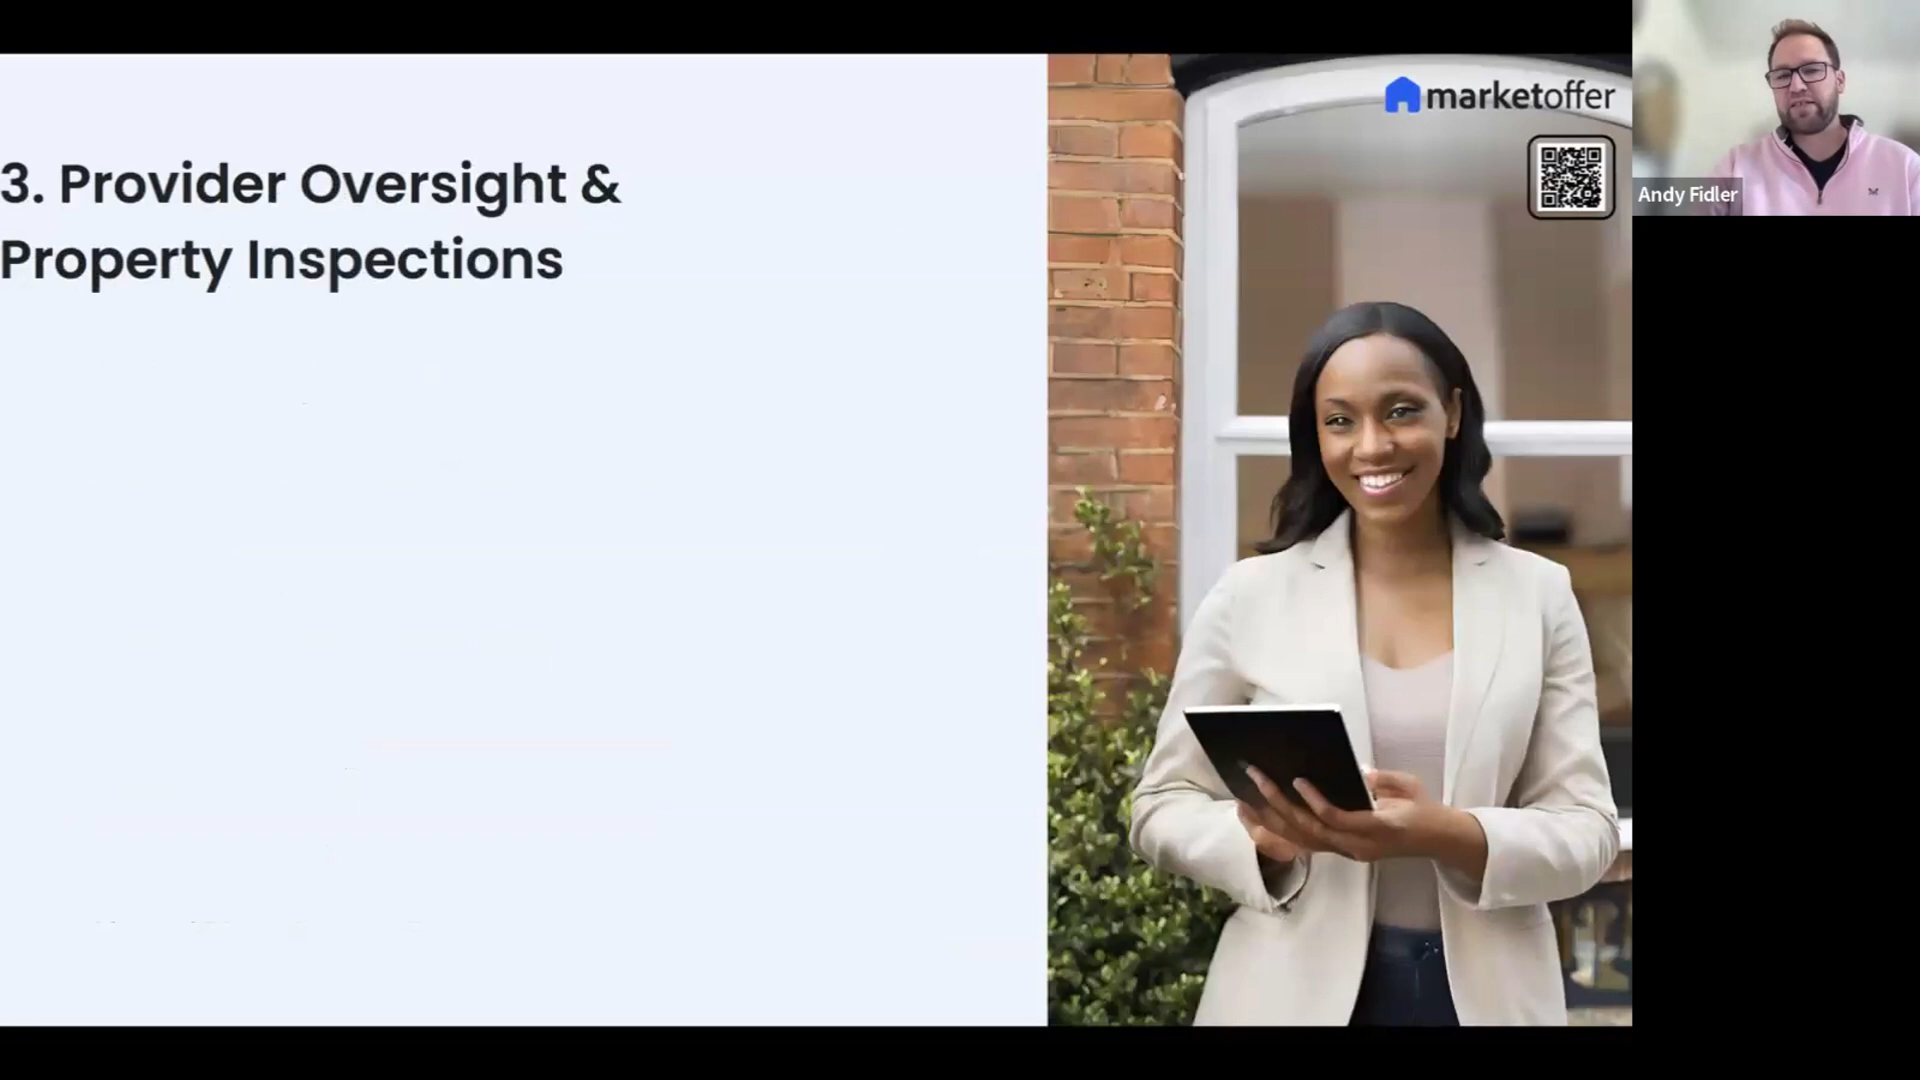 3. Provider Oversight &
Property Inspections
marketoffer
Andy Fidler